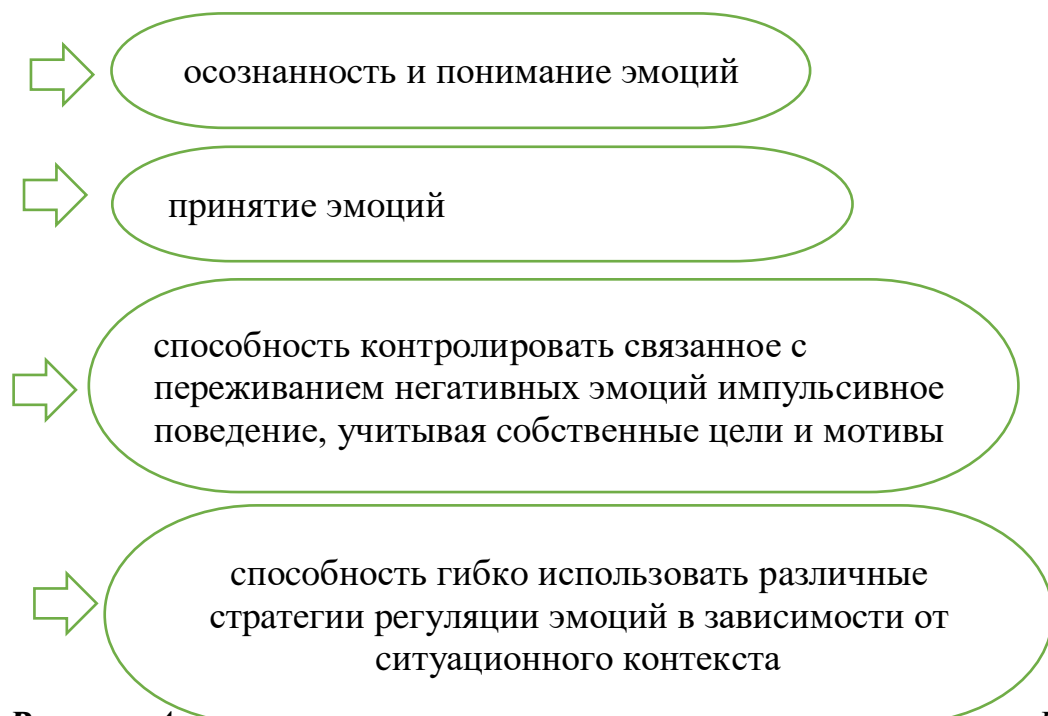 осознанность и понимание эмоций
принятие эмоций
способность контролировать связанное с
переживанием негативных эмоций импульсивное
поведение, учитывая собственные цели и мотивы
способность гибко использовать различные
стратегии регуляции эмоций в зависимости от
ситуационного контекста